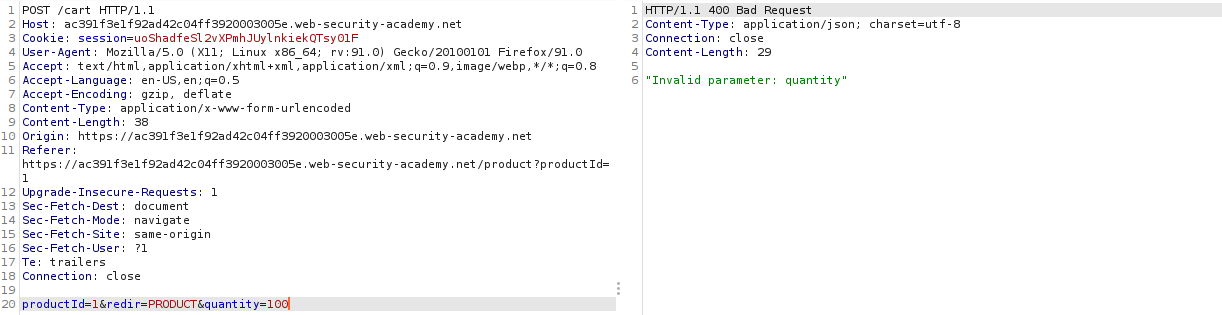 1 POST /cart HTTP/1.1
2 Host: ac391f3e1f92ad42c04ff3920003005e.web-security-academy.net
3 Cookie: session=uoShadfeSl2vXPmhJUylnkiekQTsy01F
4 User-Agent: Mozilla/5.0 (X11; Linux x86_64; rv:91.0) Gecko/20100101 Firefox/91.0
5 Accept: text/html,application/xhtml+xml,application/xml;q=0.9,image/webp,*/*;q=0.8
6 Accept-Language: en-US,en;q=0.5
7 Accept-Encoding: gzip, deflate
8 Content-Type: application/x-www-form-urlencoded
9 Content-Length: 38
10 Origin: https://ac391f3e1f92ad42c04ff3920003005e.web-security-academy.net
11 Referer:
https://ac391f3e1f92ad42c04ff3920003005e.web-security-academy.net/product?productId=
1
12 Upgrade-Insecure-Requests: 1
13 Sec-Fetch-Dest: document
14 Sec-Fetch-Mode: navigate
15 Sec-Fetch-Site: same-origin
16 Sec-Fetch-User: ?1
17 Te: trailers
18 Connection: close
19
20 productId=1&redir=PRODUCT&quantity=100
1 HTTP/1.1 400 Bad Request
2 Content-Type: application/json; charset=utf-8
3 Connection: close
4 Content-Length: 29
5
6 "Invalid parameter: quantity"